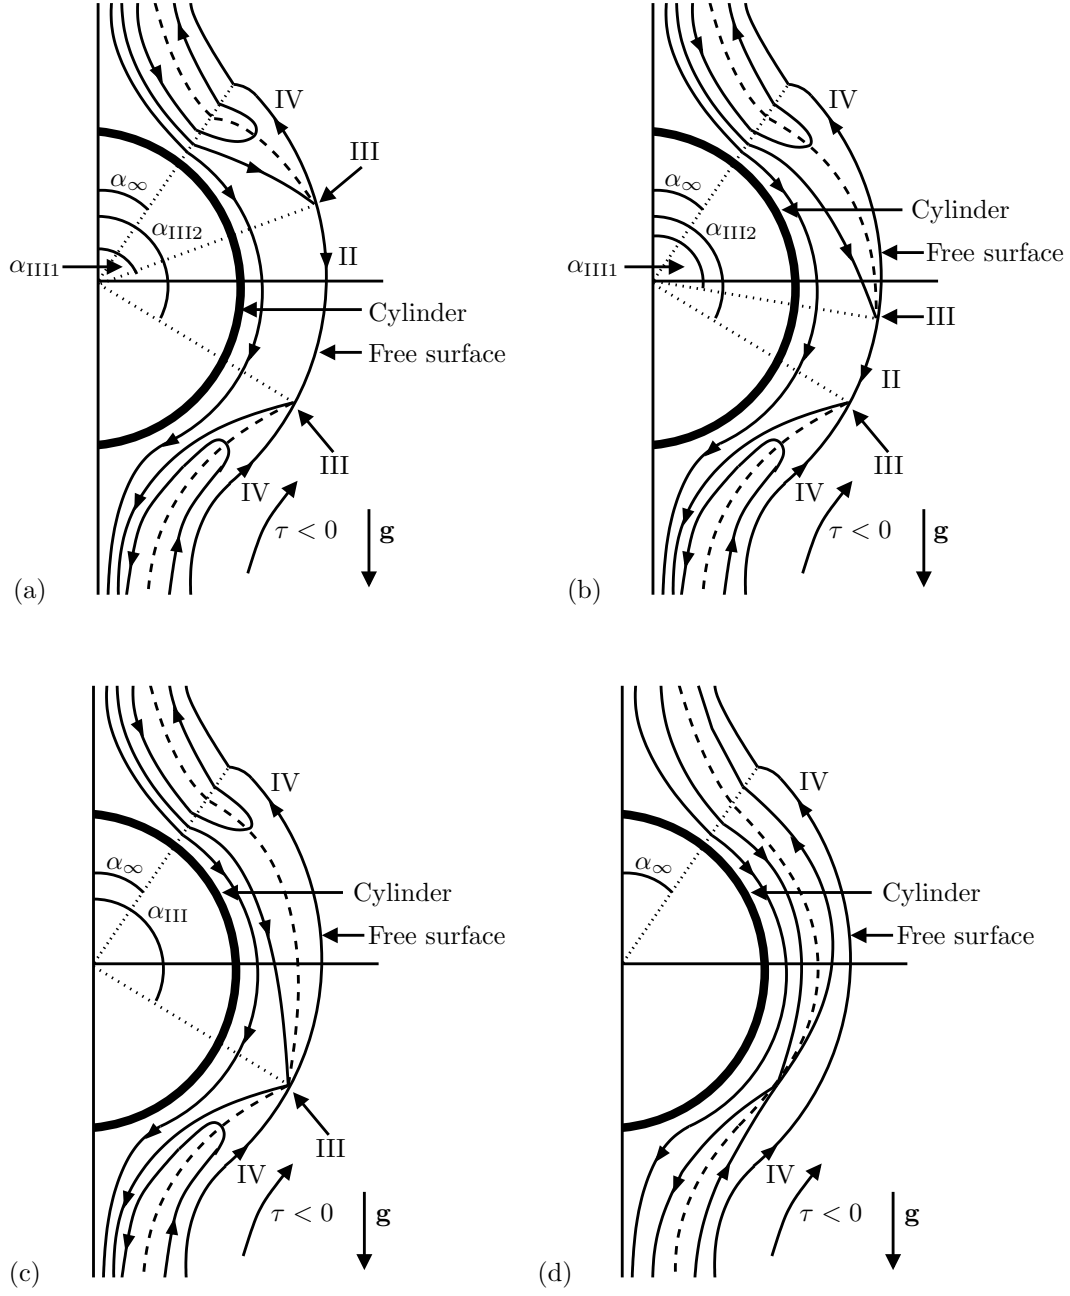 IV
III
α∞
αIII2
αIII1
II
Cylinder
Free surface
III
IV
τ < 0
g
(a)
IV
α∞
αIII2
Cylinder
Free surface
αIII1
III
II
III
IV
τ < 0
g
(b)
IV
α∞
αIII
Cylinder
Free surface
III
IV
τ < 0
g
(c)
IV
α∞
Cylinder
Free surface
IV
τ < 0
g
(d)